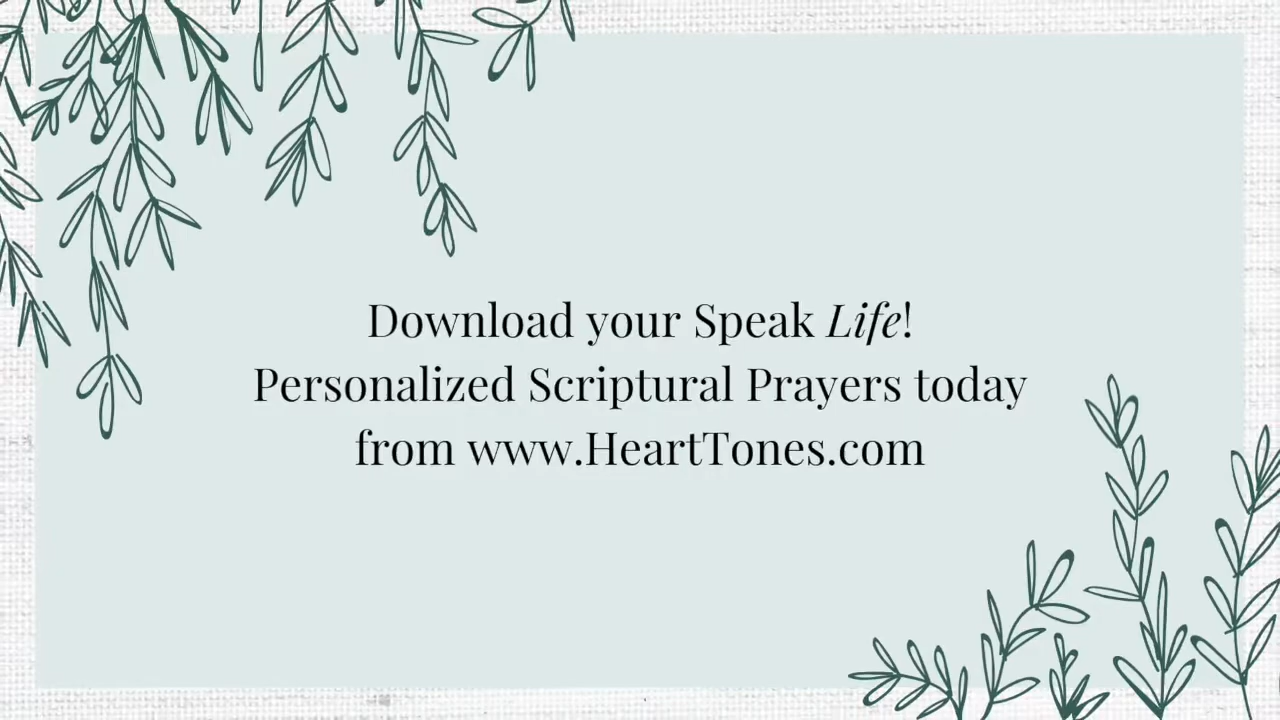 Download your Speak Life!
Personalized Scriptural Prayers today
from www.HeartTones.com